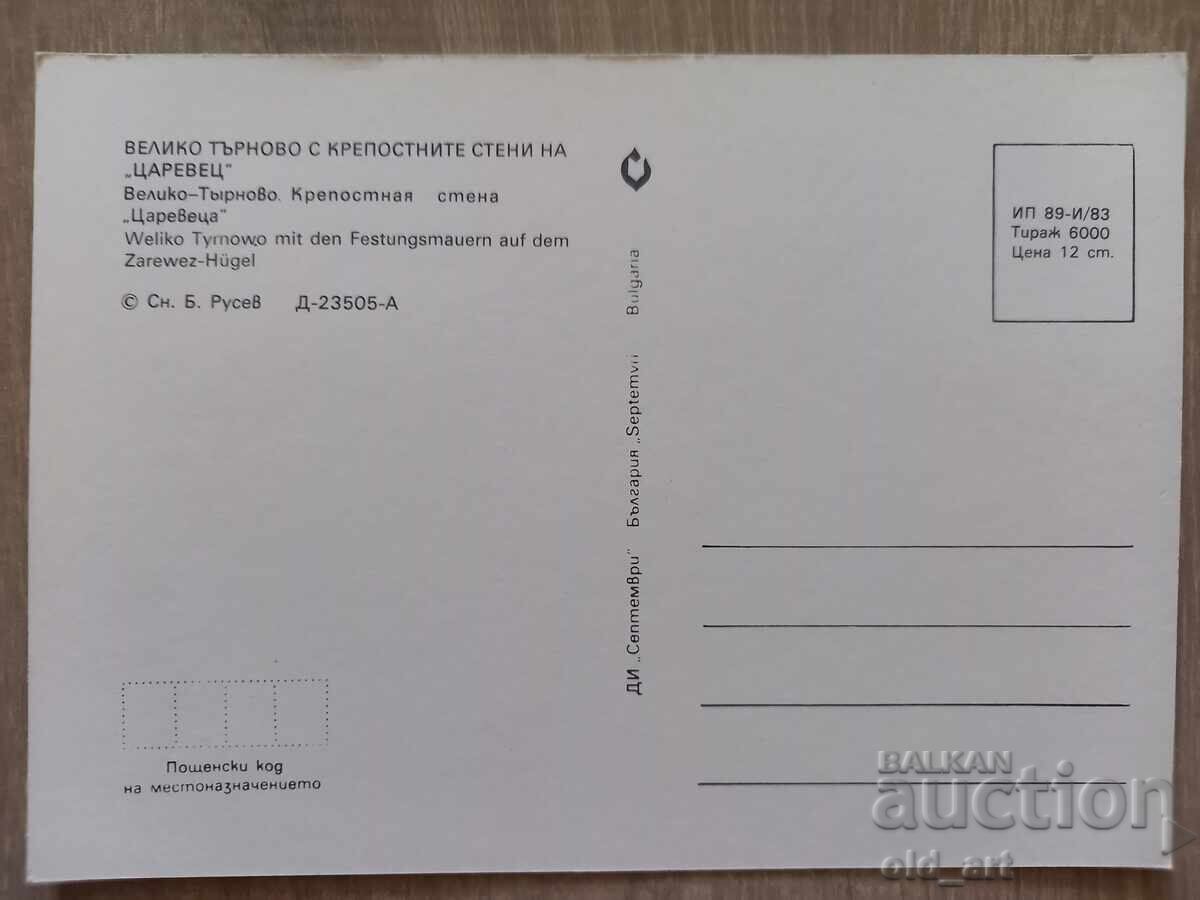 ВЕЛИКО ТЪРНОВО С КРЕПОСТНИТЕ СТЕНИ НА
„ЦАРЕВЕЦ"
Велико-Тырново. Крепостная стена
„Царевеца"
Weliko Tyrnowo mit den Festungsmauern auf dem
Zarewez-Hügel
© Сн. Б. Русев Д-23505-А
Пощенски код
на местоназначението
ДИ „Септември" България „Septemvri Bulgaria
ИП 89-И/83
Тираж 6000
Цена 12 ст.
BALKAN
auction
old_art